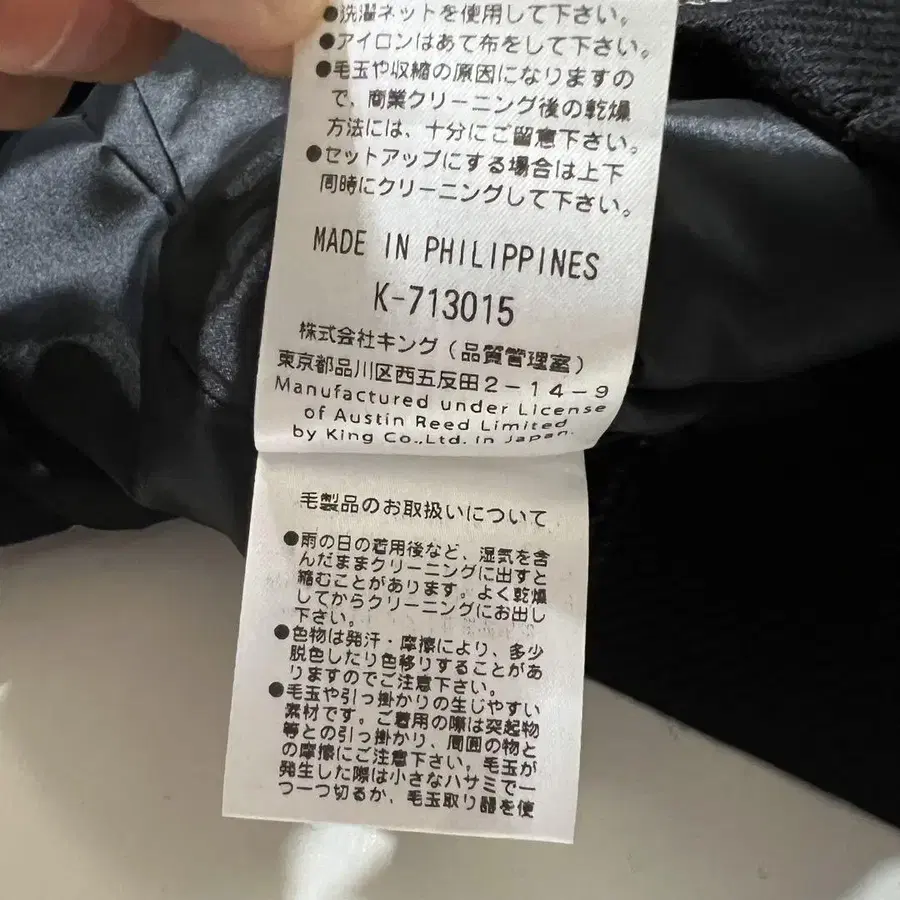 ●洗濯ネットを使用して下さい。
●アイロンはあて布をして下さい。
●毛玉や収縮の原因になりますの
で、商業クリーニング後の乾燥
方法には、十分にご留意下さい。
●セットアップにする場合は上下
同時にクリーニングして下さい。
MADE IN PHILIPPINES
K-713015
株式会社キング(品質管理室)
東京都品川区西五反田2-14-9
Manufactured under License
of Austin Reed Limited
by King Co.,Ltd. in Japan.
毛製品のお取扱いについて
●雨の日の着用後など、湿気を含
んだままクリーニングに出すと
縮むことがあります。よく乾燥
してからクリーニングにお出し
下さい。
●色物は発汗・摩擦により、多少
脱色したり色移りすることがあ
りますのでご注意下さい。
●毛玉や引っ掛かりの生じやすい
素材です。ご着用の際は突起物
等との引っ掛かり、周囲の物と
の摩擦にご注意下さい。毛玉が
発生した際は小さなハサミで一
つ一つ切るか、毛玉取り器を使